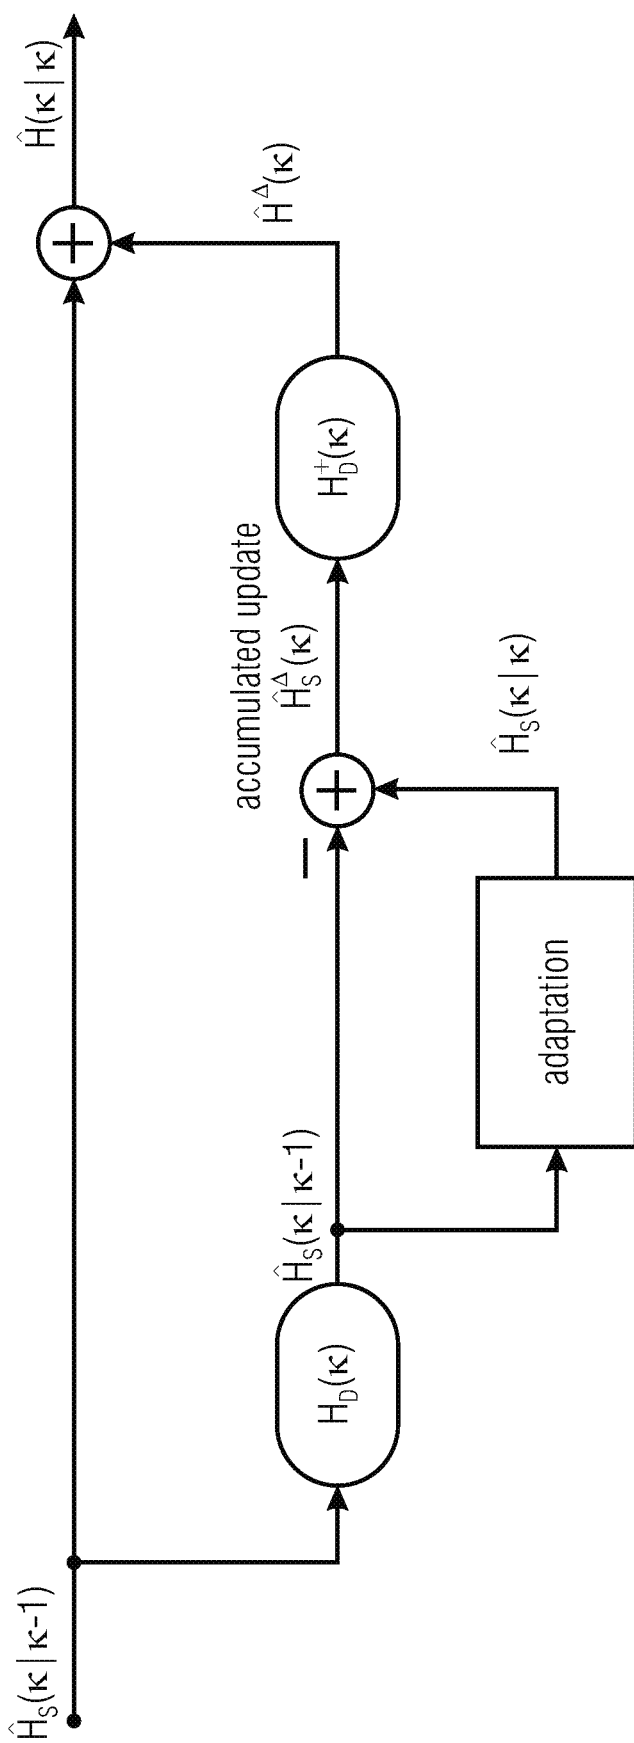 Ĥ_S(κ|κ-1)
Ĥ(κ|κ)
H_D(κ)
Ĥ_S(κ|κ-1)
−
+
accumulated update
Ĥ_S^Δ(κ)
H_D^+(κ)
Ĥ^Δ(κ)
+
adaptation
Ĥ_S(κ|κ)